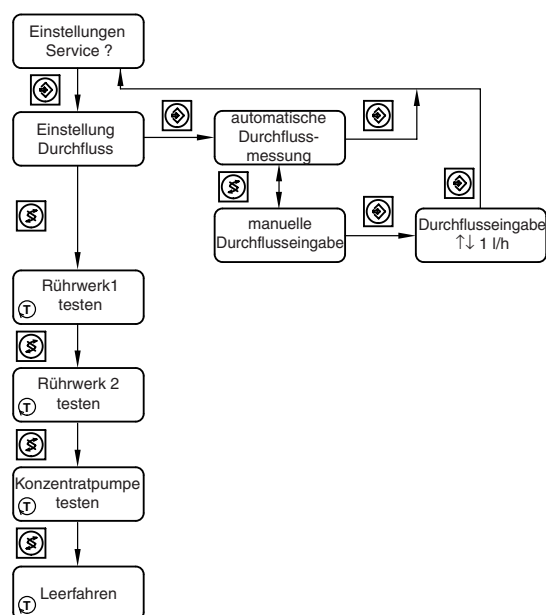 Einstellungen
Service ?
Einstellung
Durchfluss
automatische
Durchfluss-
messung
manuelle
Durchflusseingabe
Durchflusseingabe
↑↓ 1 l/h
Rührwerk1
testen
T
Rührwerk 2
testen
T
Konzentratpumpe
testen
T
Leerfahren
T